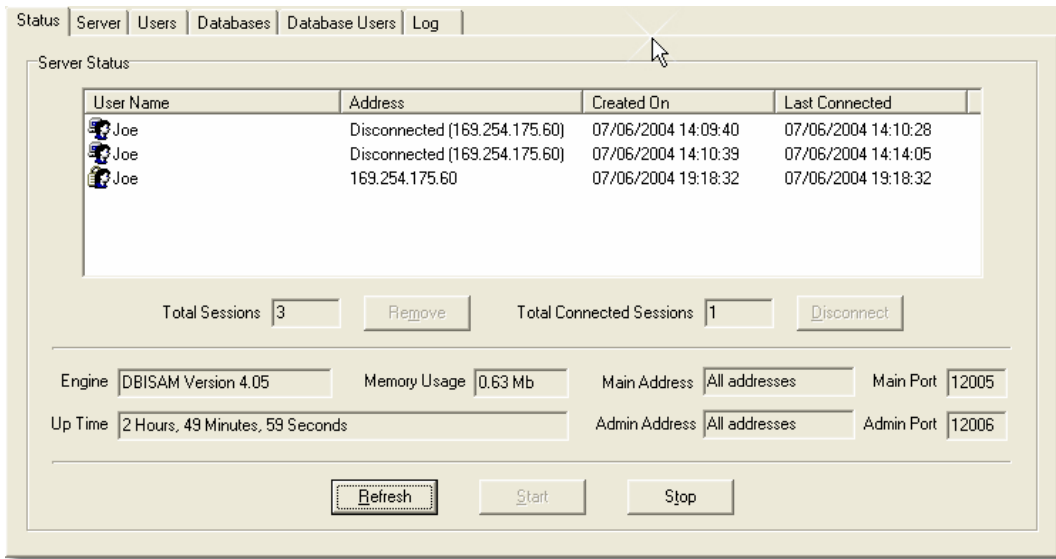 Status Server Users Databases Database Users Log
Server Status
User Name Address Created On Last Connected
Joe Disconnected (169.254.175.60) 07/06/2004 14:09:40 07/06/2004 14:10:28
Joe Disconnected (169.254.175.60) 07/06/2004 14:10:39 07/06/2004 14:14:05
Joe 169.254.175.60 07/06/2004 19:18:32 07/06/2004 19:18:32
Total Sessions 3 Remove Total Connected Sessions 1 Disconnect
Engine DBISAM Version 4.05 Memory Usage 0.63 Mb Main Address All addresses Main Port 12005
Up Time 2 Hours, 49 Minutes, 59 Seconds Admin Address All addresses Admin Port 12006
Refresh Start Stop